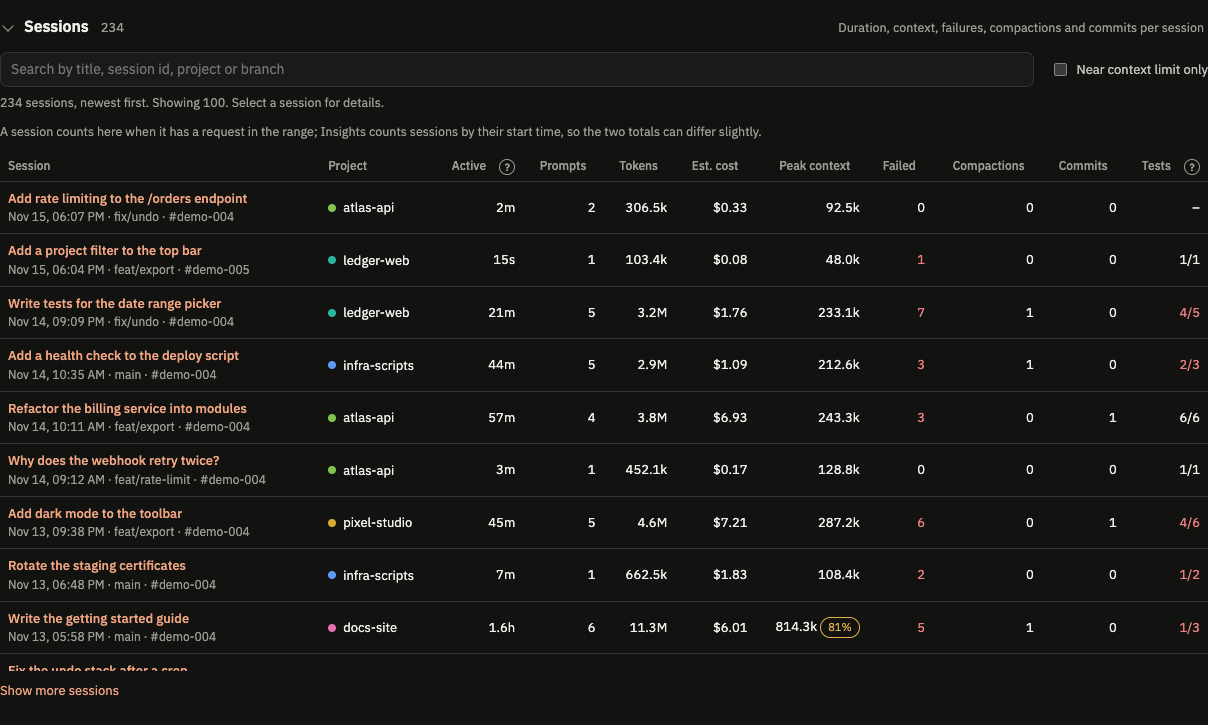 Sessions 234
Duration, context, failures, compactions and commits per session
Search by title, session id, project or branch
Near context limit only
234 sessions, newest first. Showing 100. Select a session for details.
A session counts here when it has a request in the range; Insights counts sessions by their start time, so the two totals can differ slightly.
Session Project Active ? Prompts Tokens Est. cost Peak context Failed Compactions Commits Tests ?
Add rate limiting to the /orders endpoint
Nov 15, 06:07 PM · fix/undo · #demo-004
atlas-api 2m 2 306.5k $0.33 92.5k 0 0 0 –
Add a project filter to the top bar
Nov 15, 06:04 PM · feat/export · #demo-005
ledger-web 15s 1 103.4k $0.08 48.0k 1 0 0 1/1
Write tests for the date range picker
Nov 14, 09:09 PM · fix/undo · #demo-004
ledger-web 21m 5 3.2M $1.76 233.1k 7 1 0 4/5
Add a health check to the deploy script
Nov 14, 10:35 AM · main · #demo-004
infra-scripts 44m 5 2.9M $1.09 212.6k 3 1 0 2/3
Refactor the billing service into modules
Nov 14, 10:11 AM · feat/export · #demo-004
atlas-api 57m 4 3.8M $6.93 243.3k 3 0 1 6/6
Why does the webhook retry twice?
Nov 14, 09:12 AM · feat/rate-limit · #demo-004
atlas-api 3m 1 452.1k $0.17 128.8k 0 0 0 1/1
Add dark mode to the toolbar
Nov 13, 09:38 PM · feat/export · #demo-004
pixel-studio 45m 5 4.6M $7.21 287.2k 6 0 1 4/6
Rotate the staging certificates
Nov 13, 06:48 PM · main · #demo-004
infra-scripts 7m 1 662.5k $1.83 108.4k 2 0 0 1/2
Write the getting started guide
Nov 13, 05:58 PM · main · #demo-004
docs-site 1.6h 6 11.3M $6.01 814.3k 81% 5 1 0 1/3
Fix the undo stack after a crop
Show more sessions